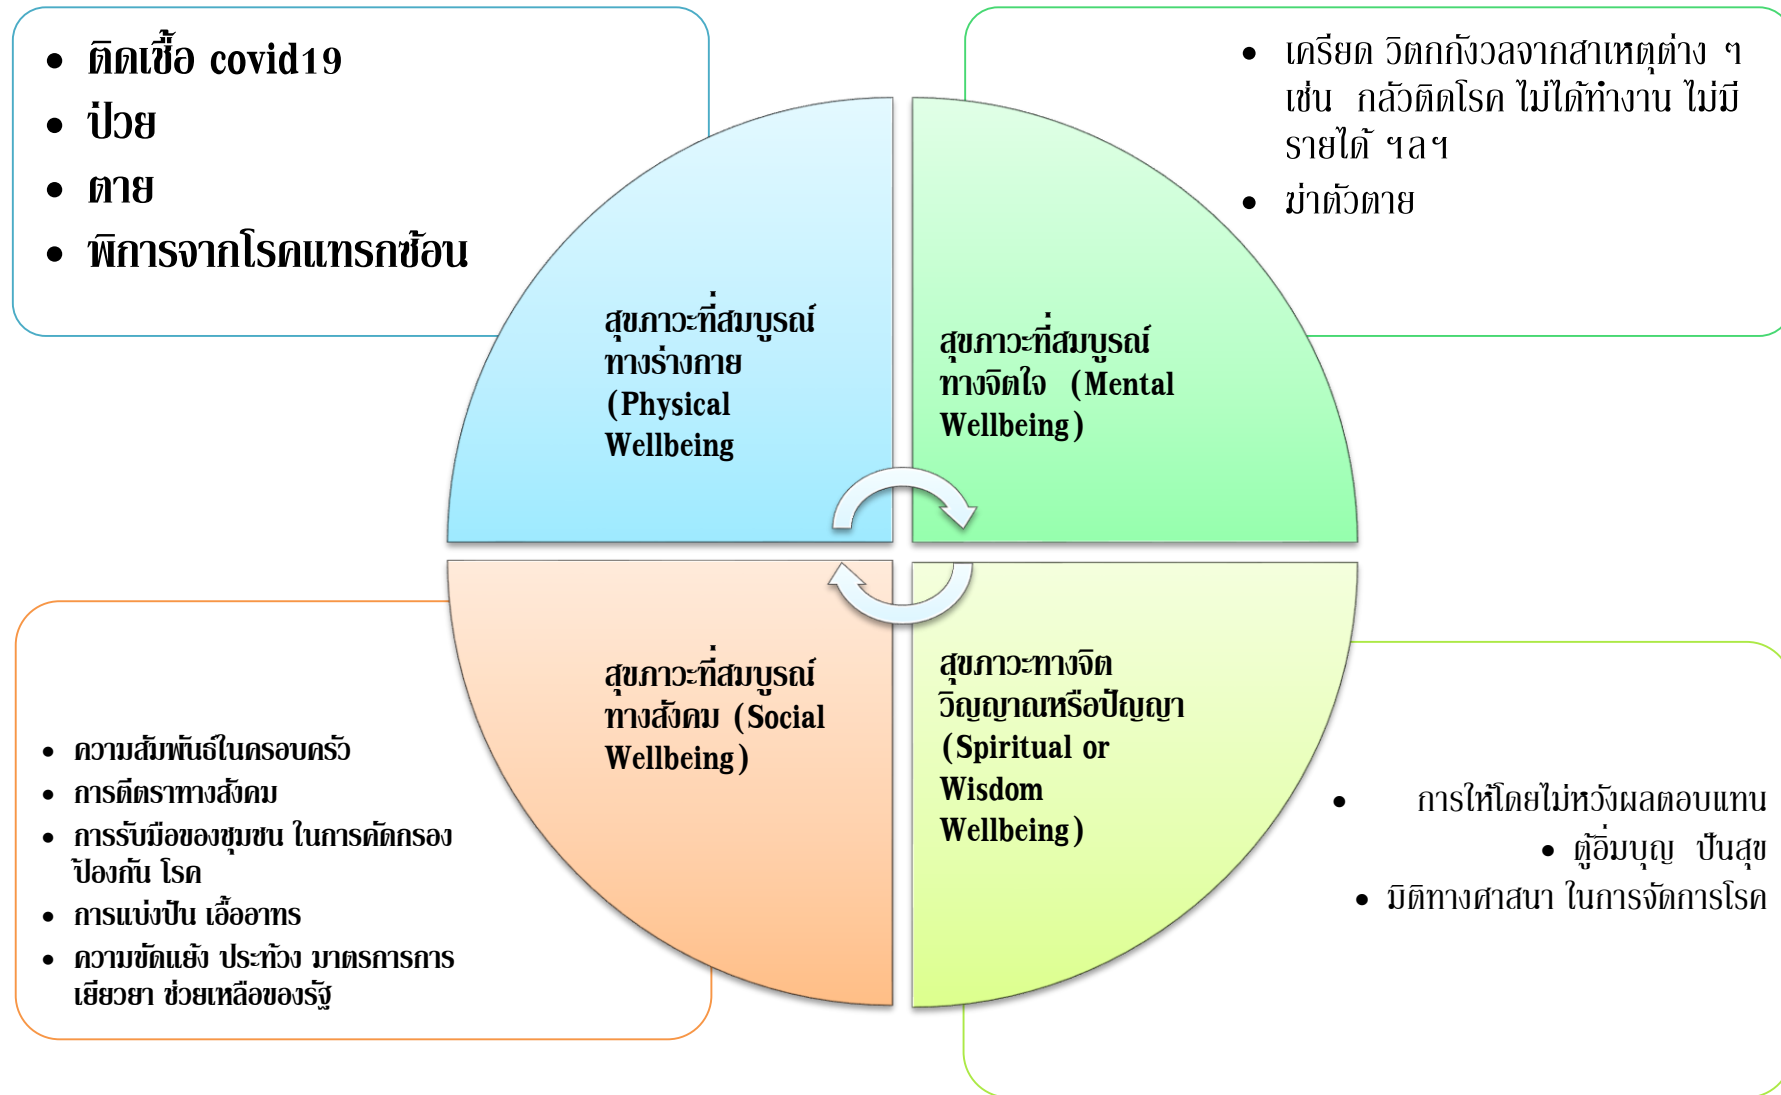 • ติดเชื้อ covid19
• ป่วย
• ตาย
• พิการจากโรคแทรกซ้อน
สุขภาวะที่สมบูรณ์
ทางร่างกาย
(Physical
Wellbeing
• เครียด วิตกกังวลจากสาเหตุต่าง ๆ
เช่น กลัวติดโรค ไม่ได้ทำงาน ไม่มี
รายได้ ฯลฯ
• ฆ่าตัวตาย
สุขภาวะที่สมบูรณ์
ทางจิตใจ (Mental
Wellbeing)
สุขภาวะที่สมบูรณ์
ทางสังคม (Social
Wellbeing)
• ความสัมพันธ์ในครอบครัว
• การตีตราทางสังคม
• การรับมือของชุมชน ในการคัดกรอง
ป้องกัน โรค
• การแบ่งปัน เอื้ออาทร
• ความขัดแย้ง ประท้วง มาตรการการ
เยียวยา ช่วยเหลือของรัฐ
สุขภาวะทางจิต
วิญญาณหรือปัญญา
(Spiritual or
Wisdom
Wellbeing)
• การให้โดยไม่หวังผลตอบแทน
• ตู้อิ่มบุญ ปันสุข
• มิติทางศาสนา ในการจัดการโรค